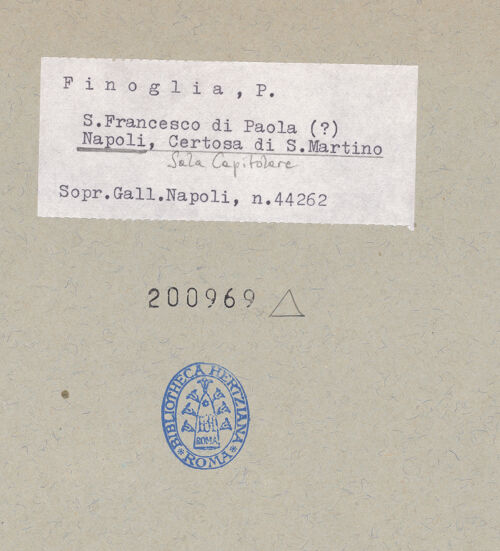 Finoglia, P.
S.Francesco di Paola (?)
Napoli, Certosa di S.Martino
Sala Capitolare
Sopr.Gall.Napoli, n.44262
200969
BIBLIOTHECA HERTZIANA
ROMA
* ROMA *